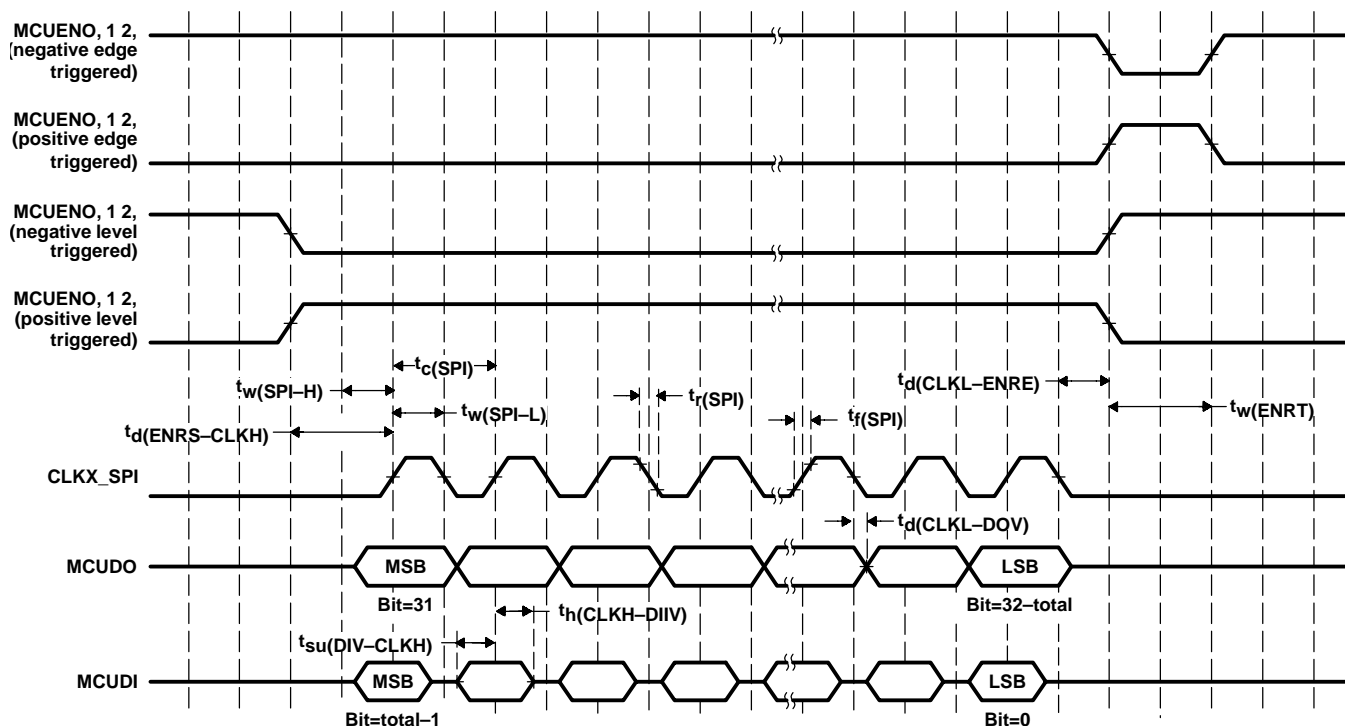 MCUENO, 1 2,
(negative edge
triggered)
MCUENO, 1 2,
(positive edge
triggered)
MCUENO, 1 2,
(negative level
triggered)
MCUENO, 1 2,
(positive level
triggered)
tc(SPI)
tw(SPI–H)
tr(SPI)
td(CLKL–ENRE)
tw(SPI–L)
tf(SPI)
tw(ENRT)
td(ENRS–CLKH)
CLKX_SPI
td(CLKL–DOV)
MCUDO
MSB
LSB
Bit=31
Bit=32–total
th(CLKH–DIIV)
tsu(DIV–CLKH)
MCUDI
MSB
LSB
Bit=total–1
Bit=0